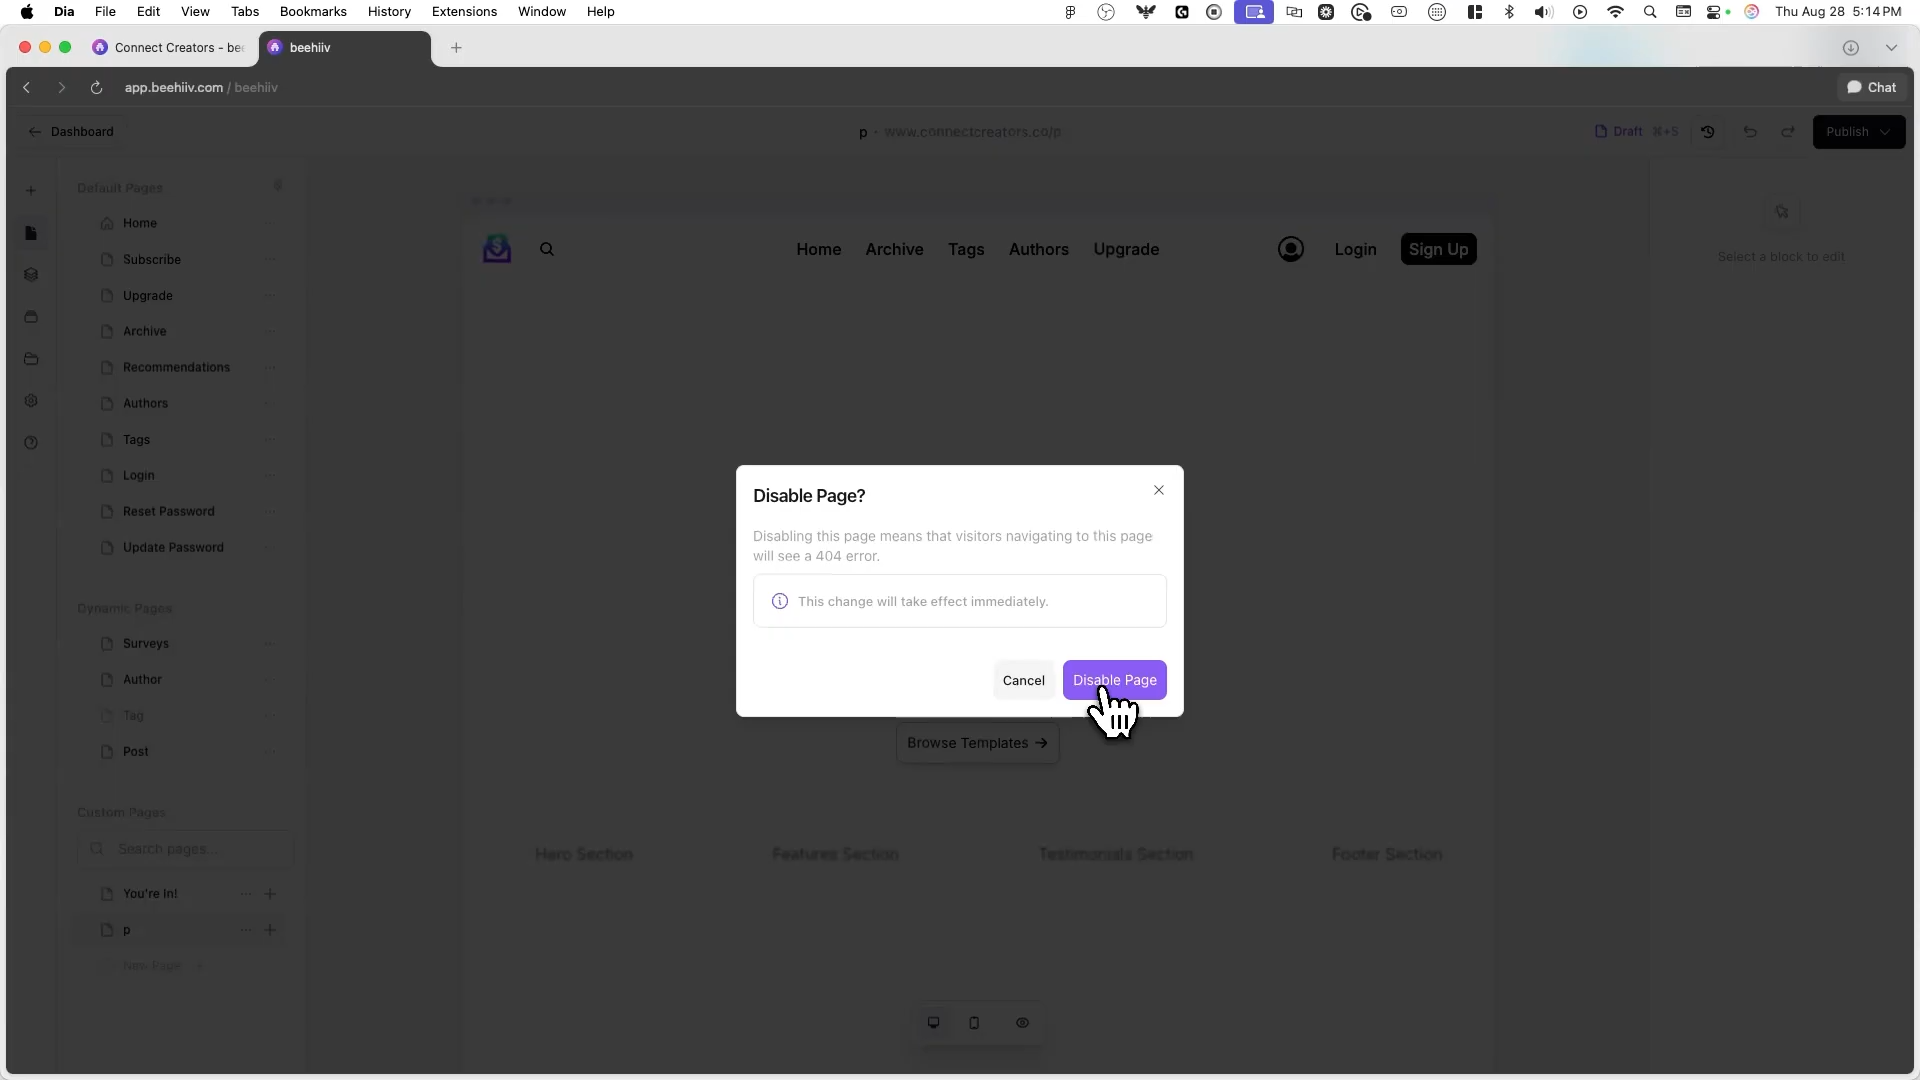 Dia File Edit View Tabs Bookmarks History Extensions Window Help Thu Aug 28 5:14 PM
Connect Creators - bee
beehiiv
app.beehiiv.com / beehiiv
Chat
Dashboard
p · www.connectcreators.co/p
Draft ⌘+S
Publish
Default Pages
Home
Subscribe
Upgrade
Archive
Recommendations
Authors
Tags
Login
Reset Password
Update Password
Dynamic Pages
Surveys
Author
Tag
Post
Custom Pages
Search pages...
You're In!
p
New Page
Home Archive Tags Authors Upgrade Login Sign Up
Select a block to edit
Disable Page?
Disabling this page means that visitors navigating to this page
will see a 404 error.
This change will take effect immediately.
Cancel
Disable Page
Browse Templates →
Hero Section Features Section Testimonials Section Footer Section